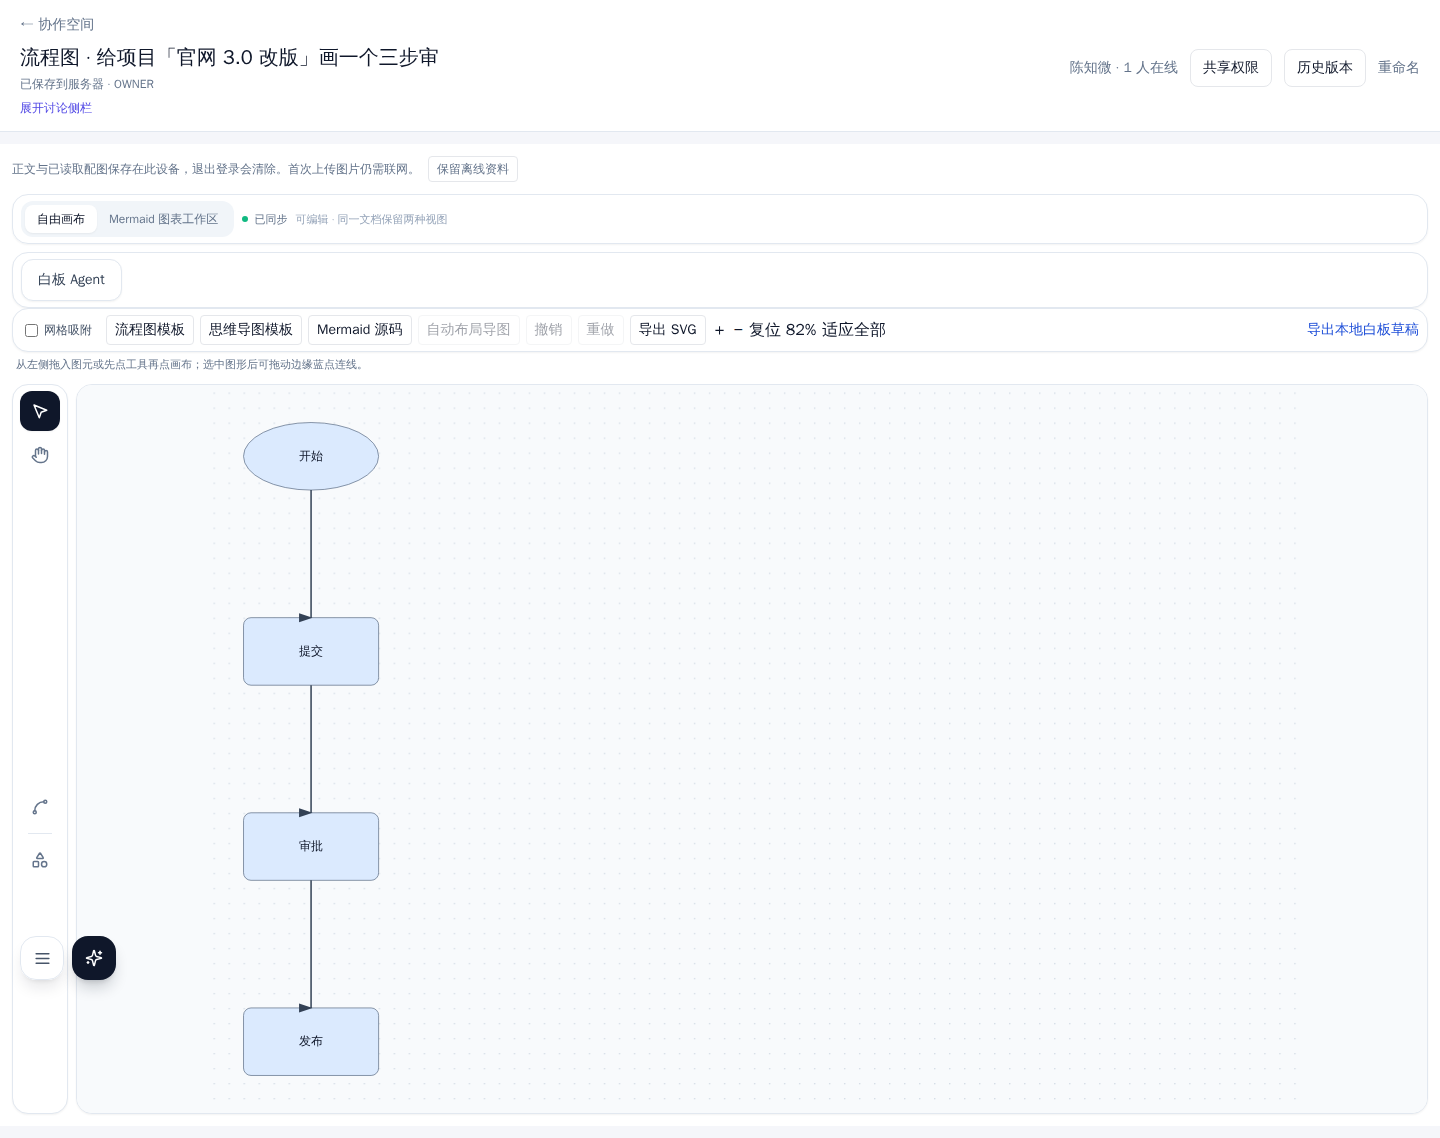 ← 协作空间
流程图 · 给项目「官网 3.0 改版」画一个三步审
已保存到服务器 · OWNER
展开讨论侧栏
陈知微 · 1 人在线 共享权限 历史版本 重命名
正文与已读取配图保存在此设备，退出登录会清除。首次上传图片仍需联网。 保留离线资料
自由画布 Mermaid 图表工作区 已同步 可编辑 · 同一文档保留两种视图
白板 Agent
网格吸附 流程图模板 思维导图模板 Mermaid 源码 自动布局导图 撤销 重做 导出 SVG + − 复位 82% 适应全部 导出本地白板草稿
从左侧拖入图元或先点工具再点画布；选中图形后可拖动边缘蓝点连线。
开始
提交
审批
发布